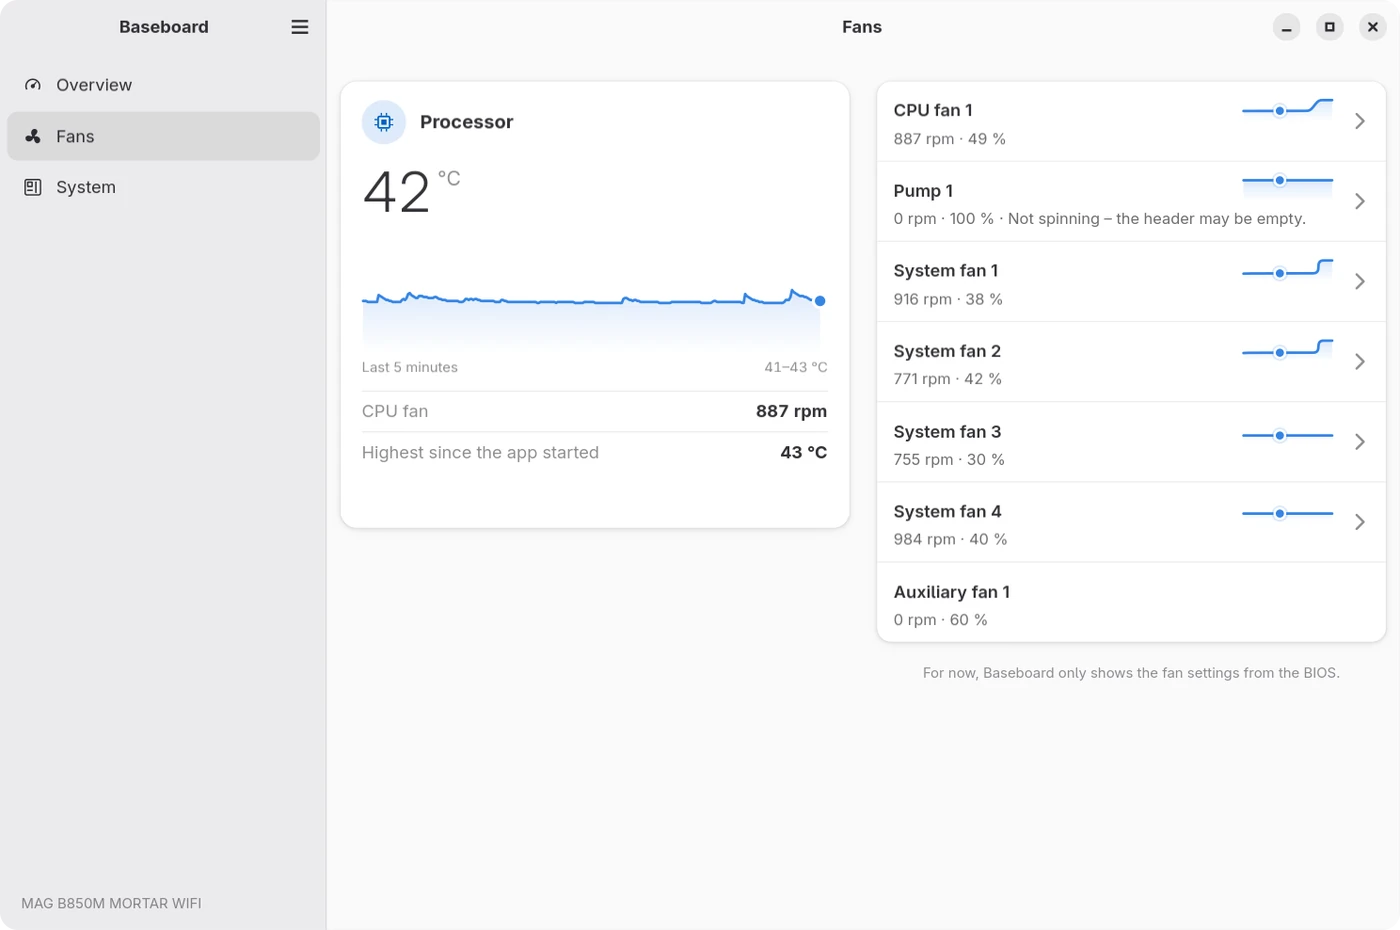 Baseboard
Fans
Overview
Fans
System
MAG B850M MORTAR WIFI
Processor
42 °C
Last 5 minutes 41–43 °C
CPU fan 887 rpm
Highest since the app started 43 °C
CPU fan 1
887 rpm · 49 %
Pump 1
0 rpm · 100 % · Not spinning – the header may be empty.
System fan 1
916 rpm · 38 %
System fan 2
771 rpm · 42 %
System fan 3
755 rpm · 30 %
System fan 4
984 rpm · 40 %
Auxiliary fan 1
0 rpm · 60 %
For now, Baseboard only shows the fan settings from the BIOS.